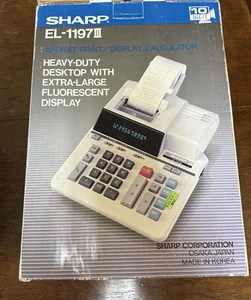 SHARP
10
DIGIT
EL-1197III
10-DIGIT PRINT / DISPLAY CALCULATOR
HEAVY-DUTY
DESKTOP WITH
EXTRA-LARGE
FLUORESCENT
DISPLAY
SHARP CORPORATION
OSAKA, JAPAN
MADE IN KOREA